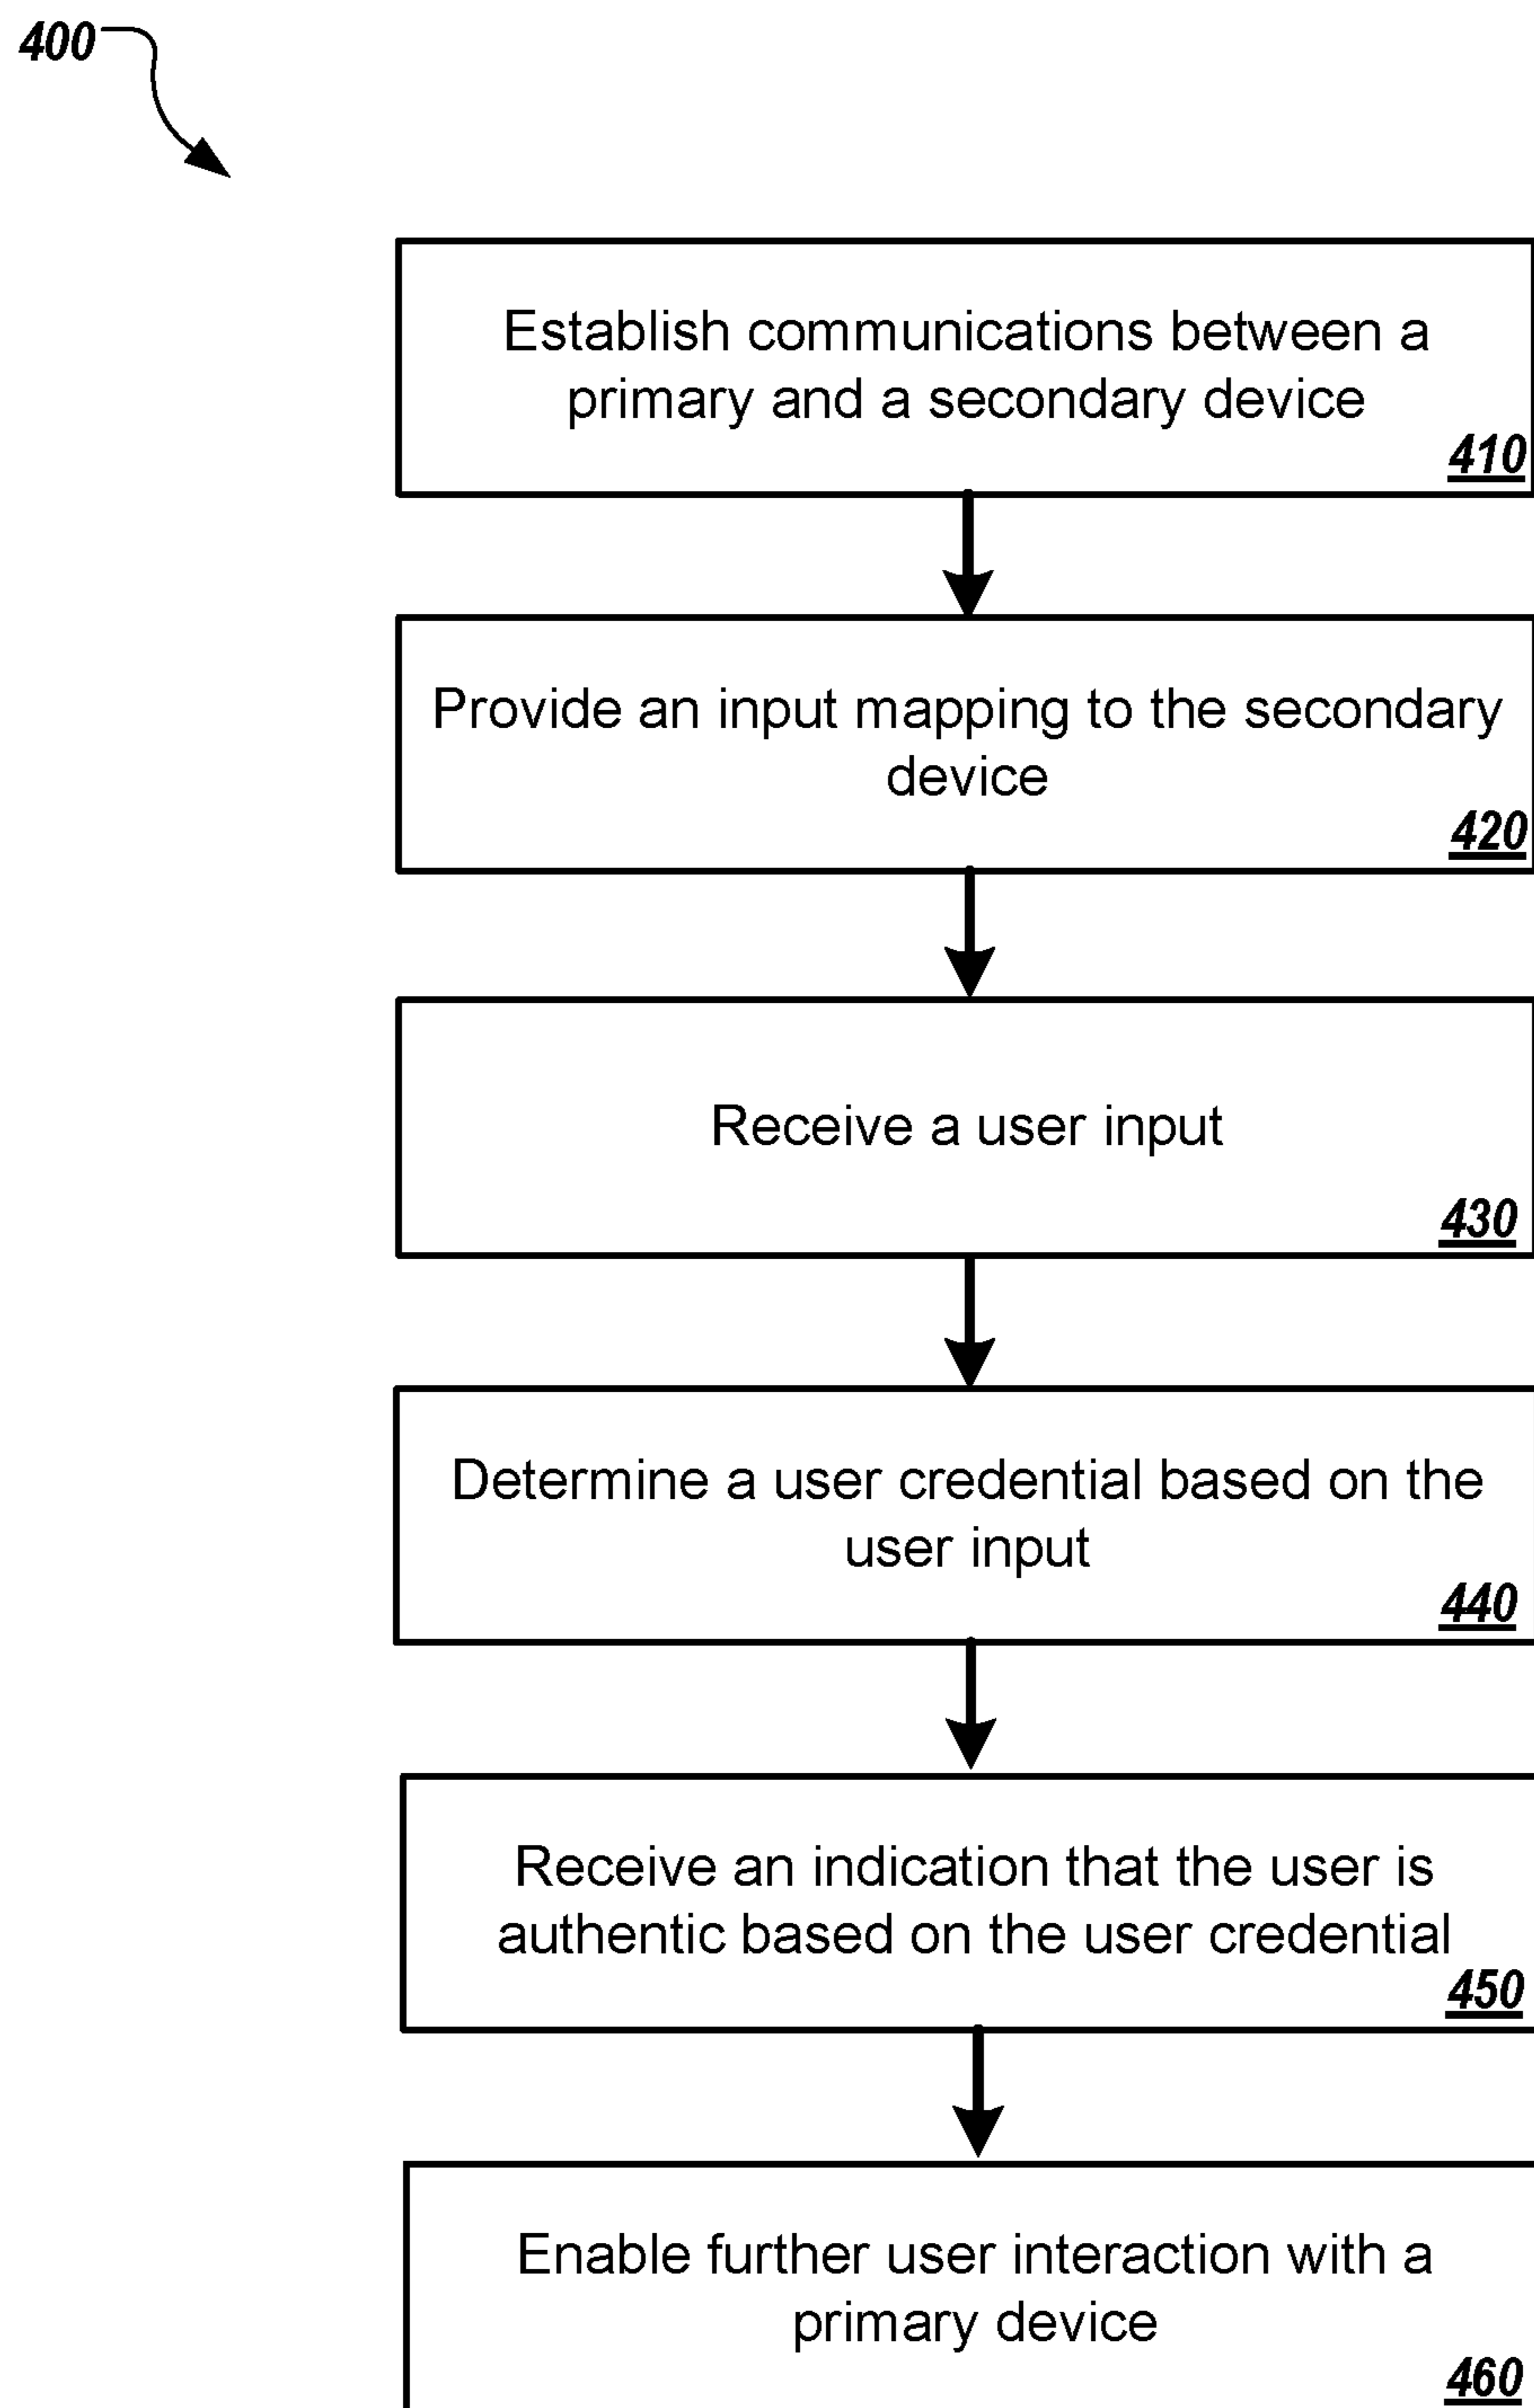 400
Establish communications between a
primary and a secondary device
410
Provide an input mapping to the secondary
device
420
Receive a user input
430
Determine a user credential based on the
user input
440
Receive an indication that the user is
authentic based on the user credential
450
Enable further user interaction with a
primary device
460